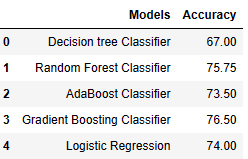 Models Accuracy
0 Decision tree Classifier 67.00
1 Random Forest Classifier 75.75
2 AdaBoost Classifier 73.50
3 Gradient Boosting Classifier 76.50
4 Logistic Regression 74.00